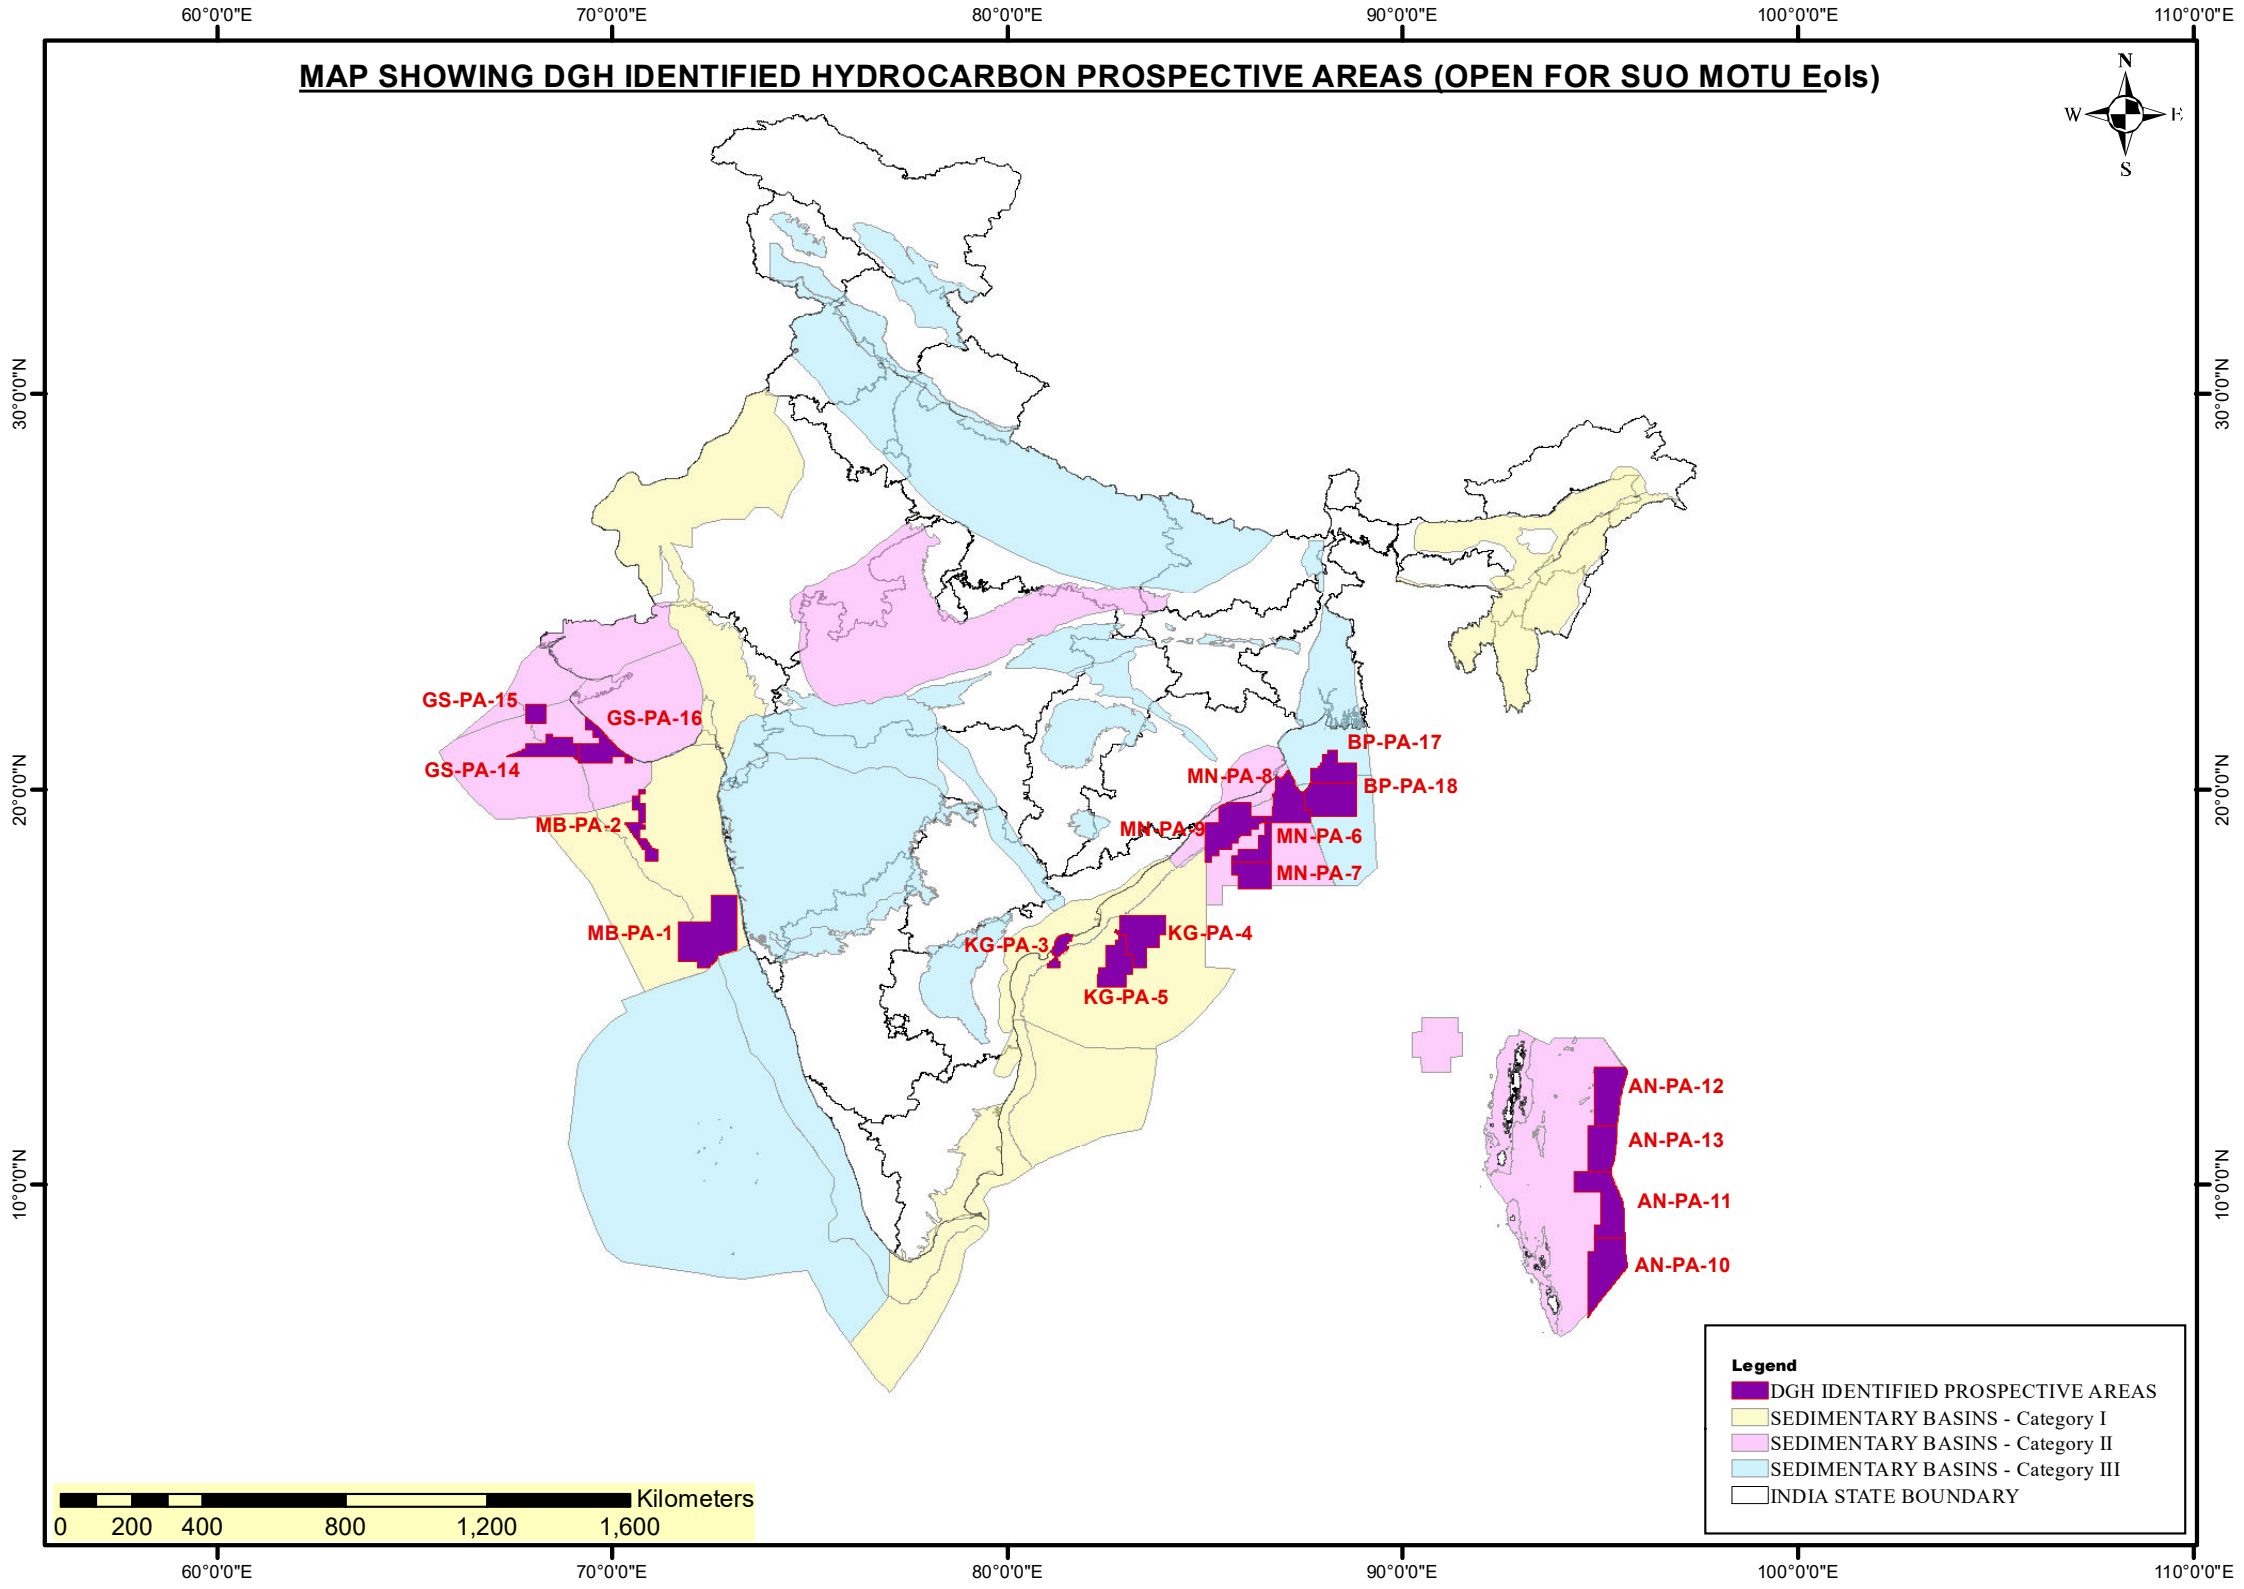 60°0'0"E 70°0'0"E 80°0'0"E 90°0'0"E 100°0'0"E 110°0'0"E
MAP SHOWING DGH IDENTIFIED HYDROCARBON PROSPECTIVE AREAS (OPEN FOR SUO MOTU EoIs)
N
W E
S
30°0'0"N 30°0'0"N
GS-PA-15
GS-PA-16
GS-PA-14
BP-PA-17
MN-PA-8
BP-PA-18
20°0'0"N 20°0'0"N
MB-PA-2
MN-PA-9
MN-PA-6
MN-PA-7
MB-PA-1
KG-PA-3
KG-PA-4
KG-PA-5
AN-PA-12
AN-PA-13
10°0'0"N 10°0'0"N
AN-PA-11
AN-PA-10
Legend
DGH IDENTIFIED PROSPECTIVE AREAS
SEDIMENTARY BASINS - Category I
SEDIMENTARY BASINS - Category II
SEDIMENTARY BASINS - Category III
INDIA STATE BOUNDARY
Kilometers
0 200 400 800 1,200 1,600
60°0'0"E 70°0'0"E 80°0'0"E 90°0'0"E 100°0'0"E 110°0'0"E